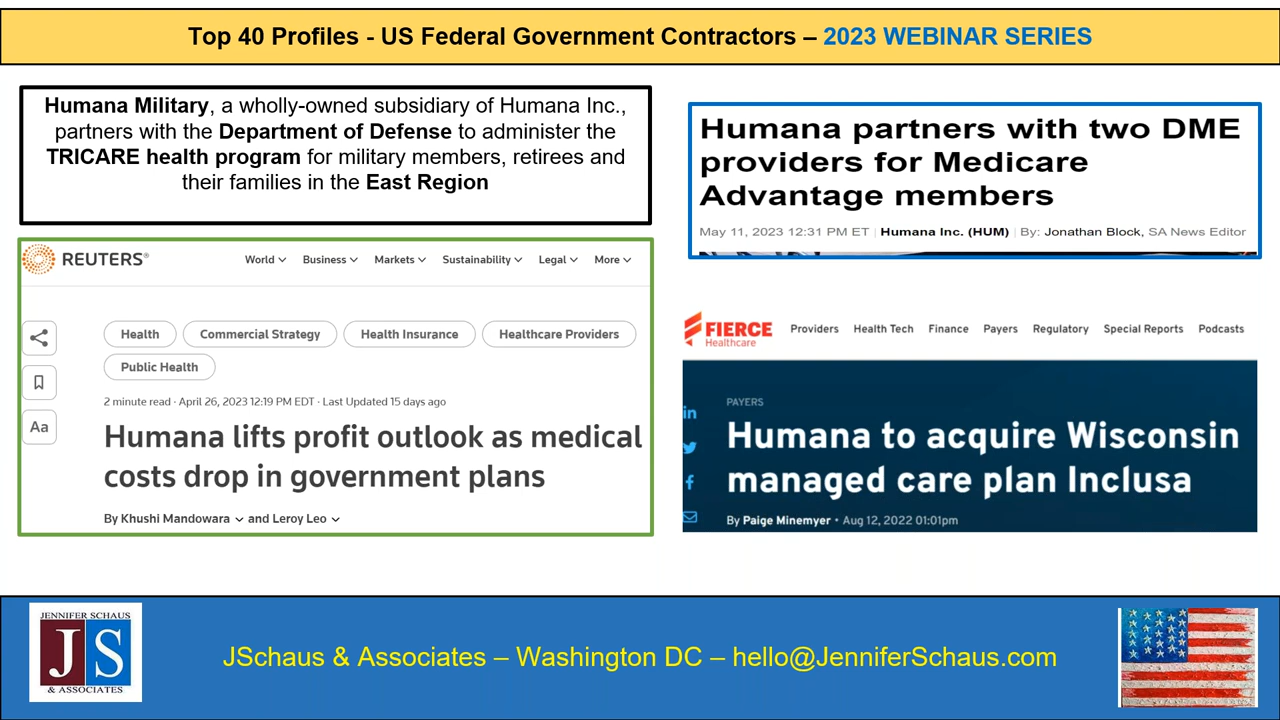 Top 40 Profiles - US Federal Government Contractors – 2023 WEBINAR SERIES
Humana Military, a wholly-owned subsidiary of Humana Inc.,
partners with the Department of Defense to administer the
TRICARE health program for military members, retirees and
their families in the East Region
Humana partners with two DME
providers for Medicare
Advantage members
May 11, 2023 12:31 PM ET | Humana Inc. (HUM) | By: Jonathan Block, SA News Editor
REUTERS®
World Business Markets Sustainability Legal More
Health Commercial Strategy Health Insurance Healthcare Providers
Public Health
Aa
2 minute read · April 26, 2023 12:19 PM EDT · Last Updated 15 days ago
Humana lifts profit outlook as medical
costs drop in government plans
By Khushi Mandowara and Leroy Leo
FIERCE
Healthcare
Providers Health Tech Finance Payers Regulatory Special Reports Podcasts
in
f
PAYERS
Humana to acquire Wisconsin
managed care plan Inclusa
By Paige Minemyer • Aug 12, 2022 01:01pm
JENNIFER SCHAUS
JS
& ASSOCIATES
JSchaus & Associates – Washington DC – hello@JenniferSchaus.com